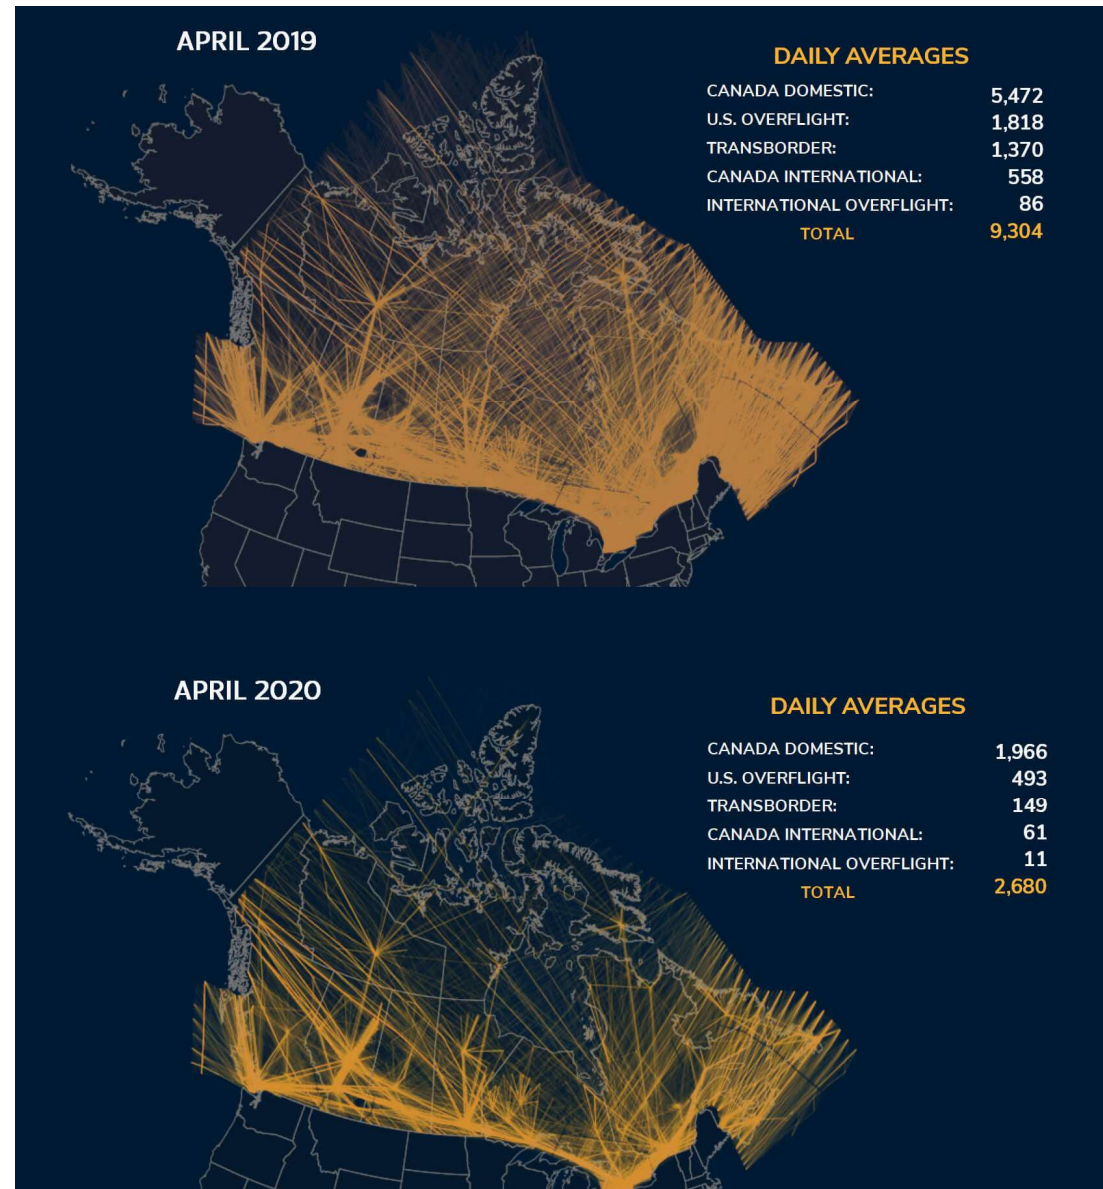 APRIL 2019
DAILY AVERAGES
CANADA DOMESTIC: 5,472
U.S. OVERFLIGHT: 1,818
TRANSBORDER: 1,370
CANADA INTERNATIONAL: 558
INTERNATIONAL OVERFLIGHT: 86
TOTAL 9,304
APRIL 2020
DAILY AVERAGES
CANADA DOMESTIC: 1,966
U.S. OVERFLIGHT: 493
TRANSBORDER: 149
CANADA INTERNATIONAL: 61
INTERNATIONAL OVERFLIGHT: 11
TOTAL 2,680